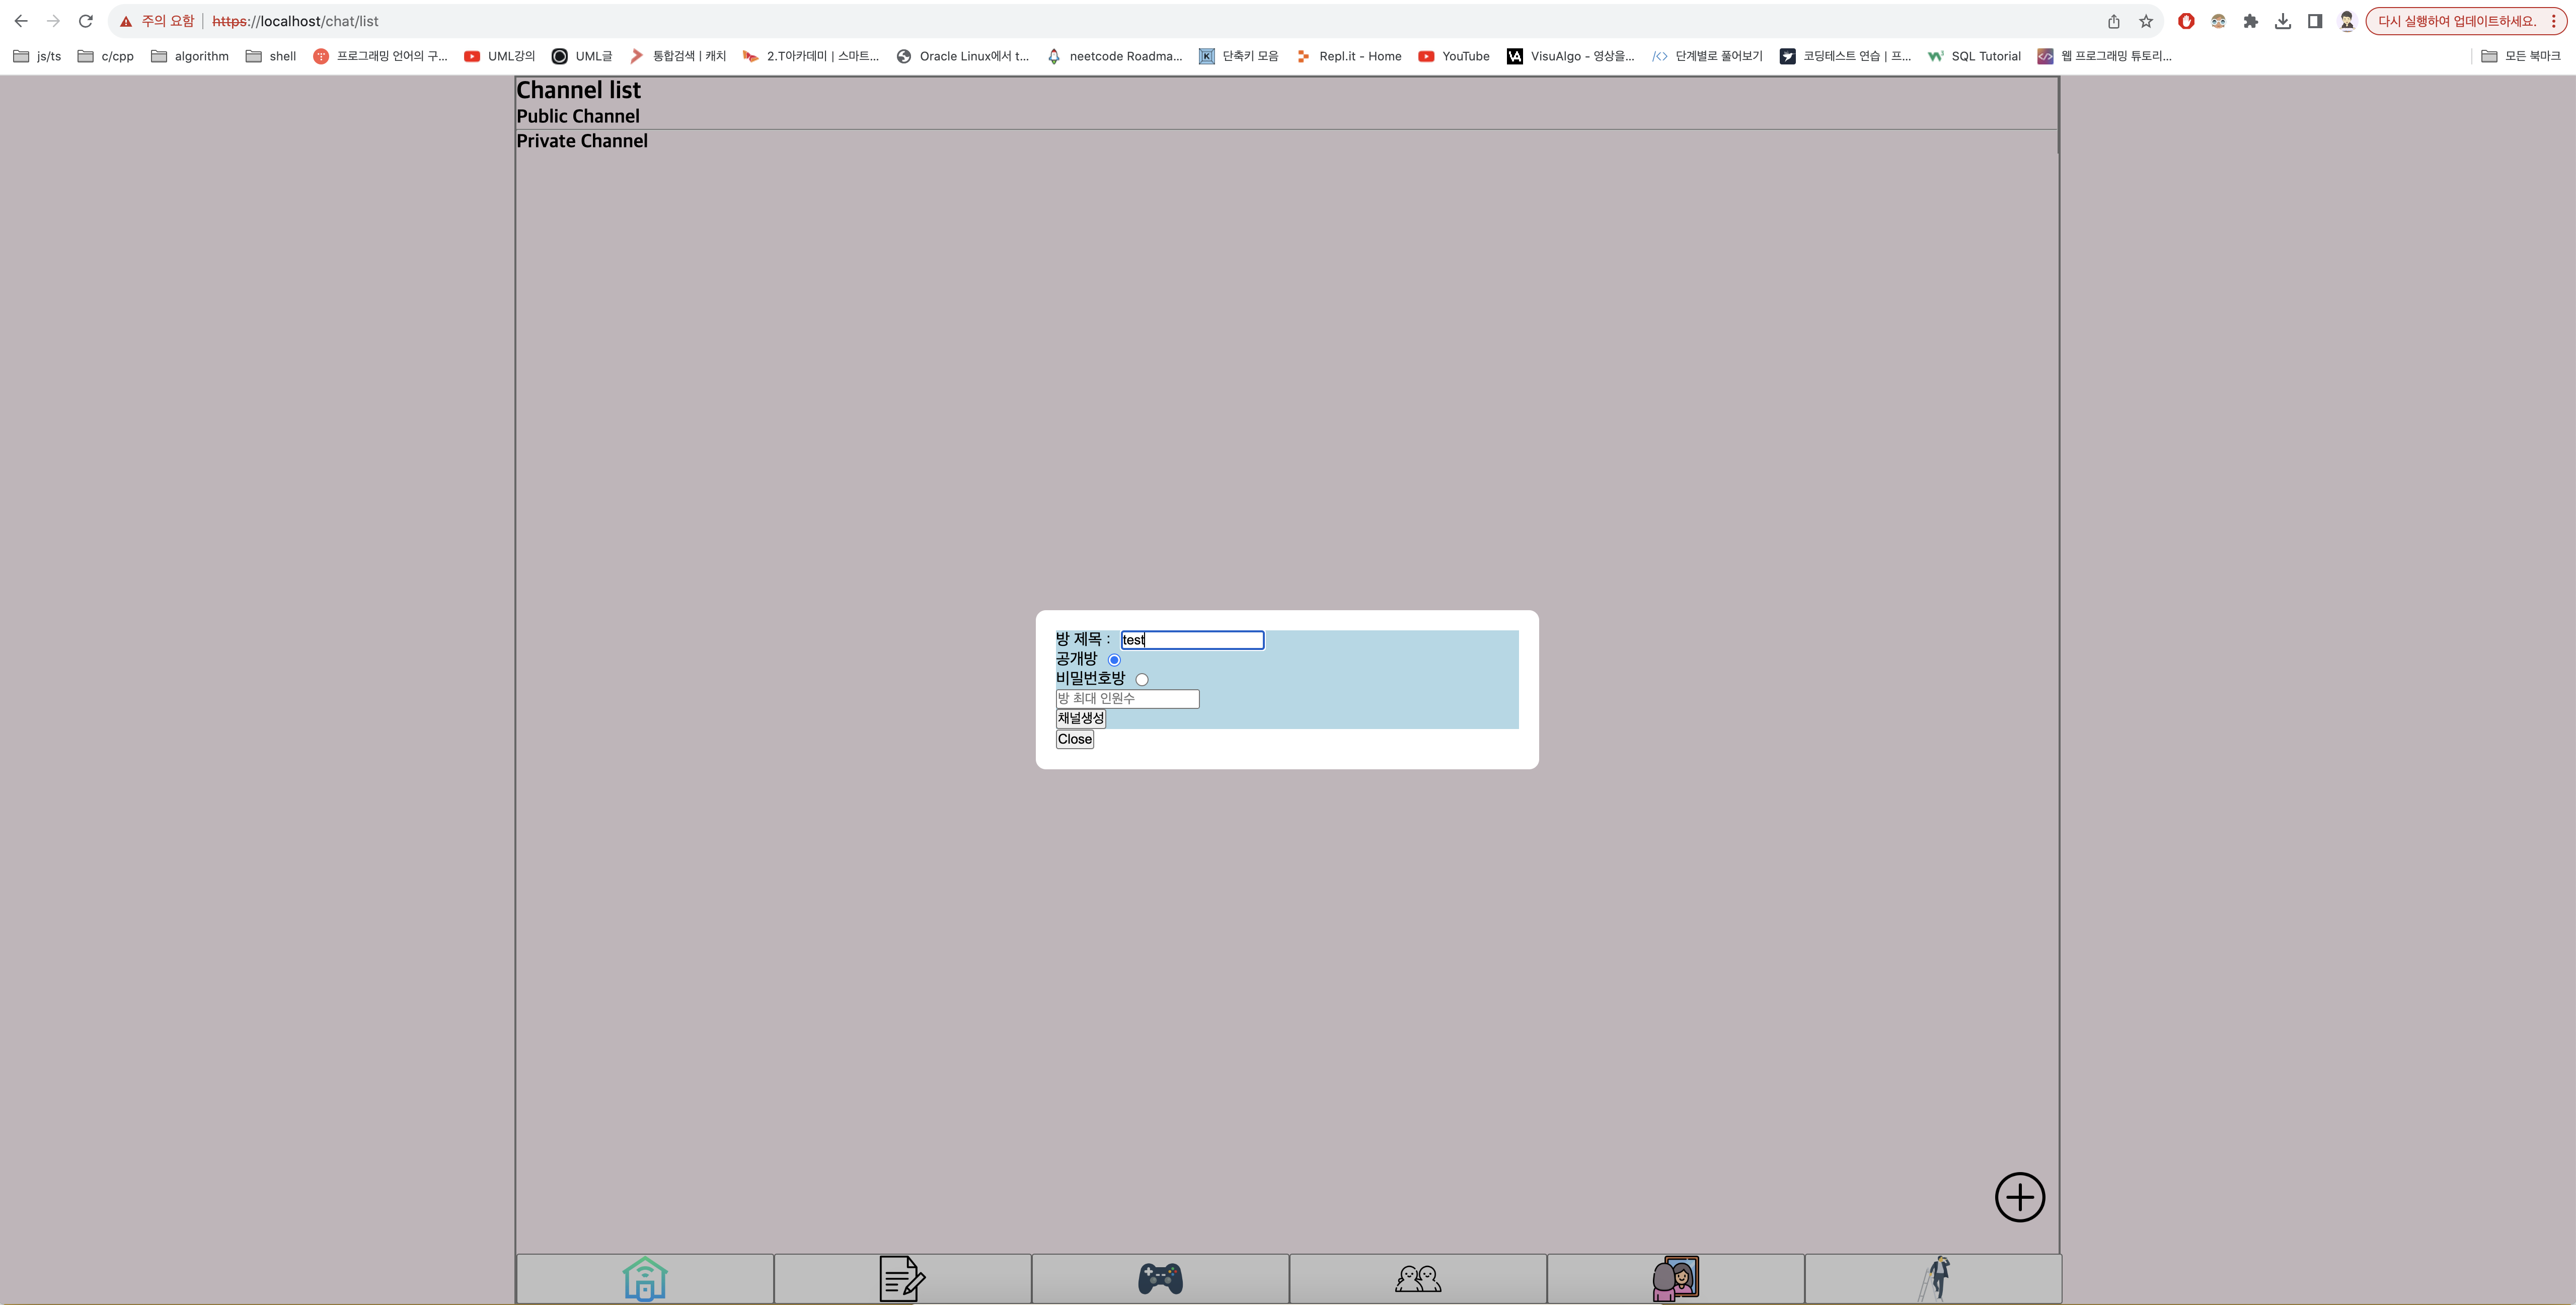 주의 요함 https://localhost/chat/list 다시 실행하여 업데이트하세요.
js/ts c/cpp algorithm shell 프로그래밍 언어의 구... UML강의 UML글 통합검색 | 캐치 2.T아카데미 | 스마트... Oracle Linux에서 t... neetcode Roadma... 단축키 모음 Repl.it - Home YouTube VisuAlgo - 영상을... 단계별로 풀어보기 코딩테스트 연습 | 프... SQL Tutorial 웹 프로그래밍 튜토리... 모든 북마크
Channel list
Public Channel
Private Channel
방 제목 : test
공개방
비밀번호방
방 최대 인원수
채널생성
Close